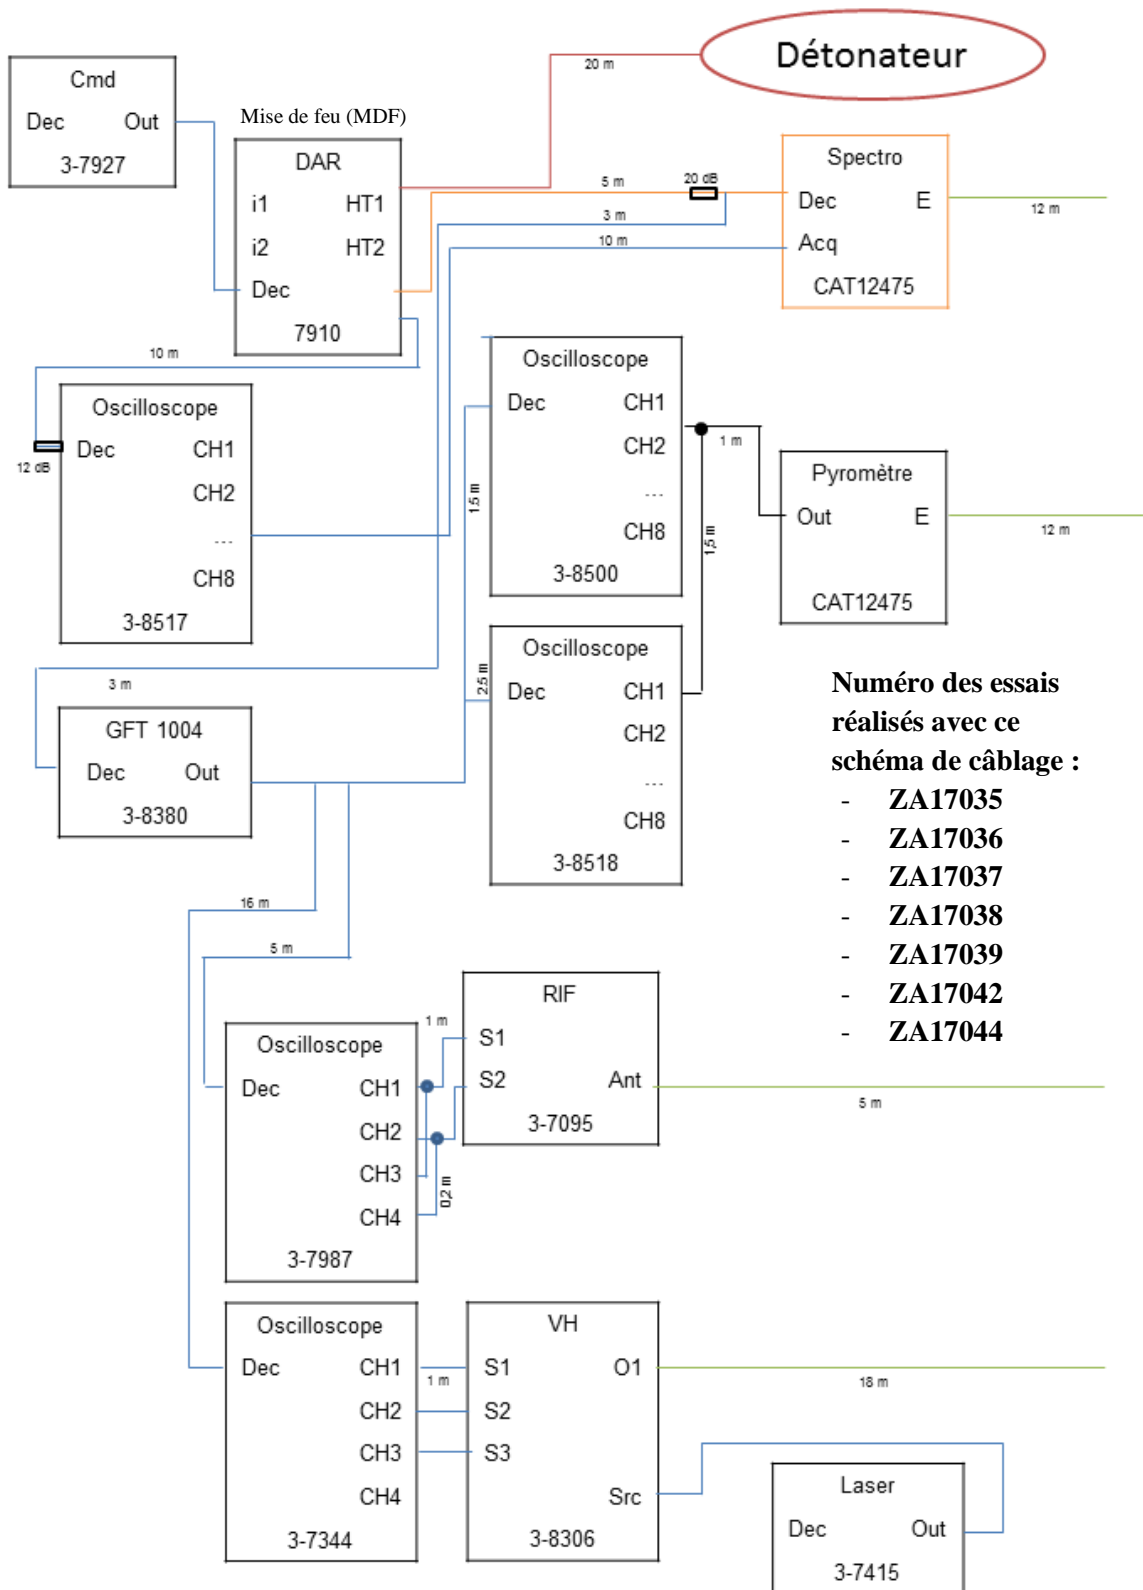 Détonateur
20 m
Cmd
Dec Out
3-7927
Mise de feu (MDF)
DAR
i1 HT1
i2 HT2
Dec
7910
5 m
20 dB
3 m
10 m
Spectro
Dec E
Acq
CAT12475
12 m
10 m
12 dB
Oscilloscope
Dec CH1
CH2
...
CH8
3-8517
Oscilloscope
Dec CH1
CH2
...
CH8
3-8500
1,5 m
1 m
1,5 m
Pyromètre
Out E
CAT12475
12 m
3 m
GFT 1004
Dec Out
3-8380
2,5 m
Oscilloscope
Dec CH1
CH2
...
CH8
3-8518
Numéro des essais
réalisés avec ce
schéma de câblage :
- ZA17035
- ZA17036
- ZA17037
- ZA17038
- ZA17039
- ZA17042
- ZA17044
16 m
5 m
Oscilloscope
Dec CH1
CH2
CH3
CH4
3-7987
1 m
0,2 m
RIF
S1
S2 Ant
3-7095
5 m
Oscilloscope
Dec CH1
CH2
CH3
CH4
3-7344
1 m
VH
S1 O1
S2
S3
Src
3-8306
18 m
Laser
Dec Out
3-7415